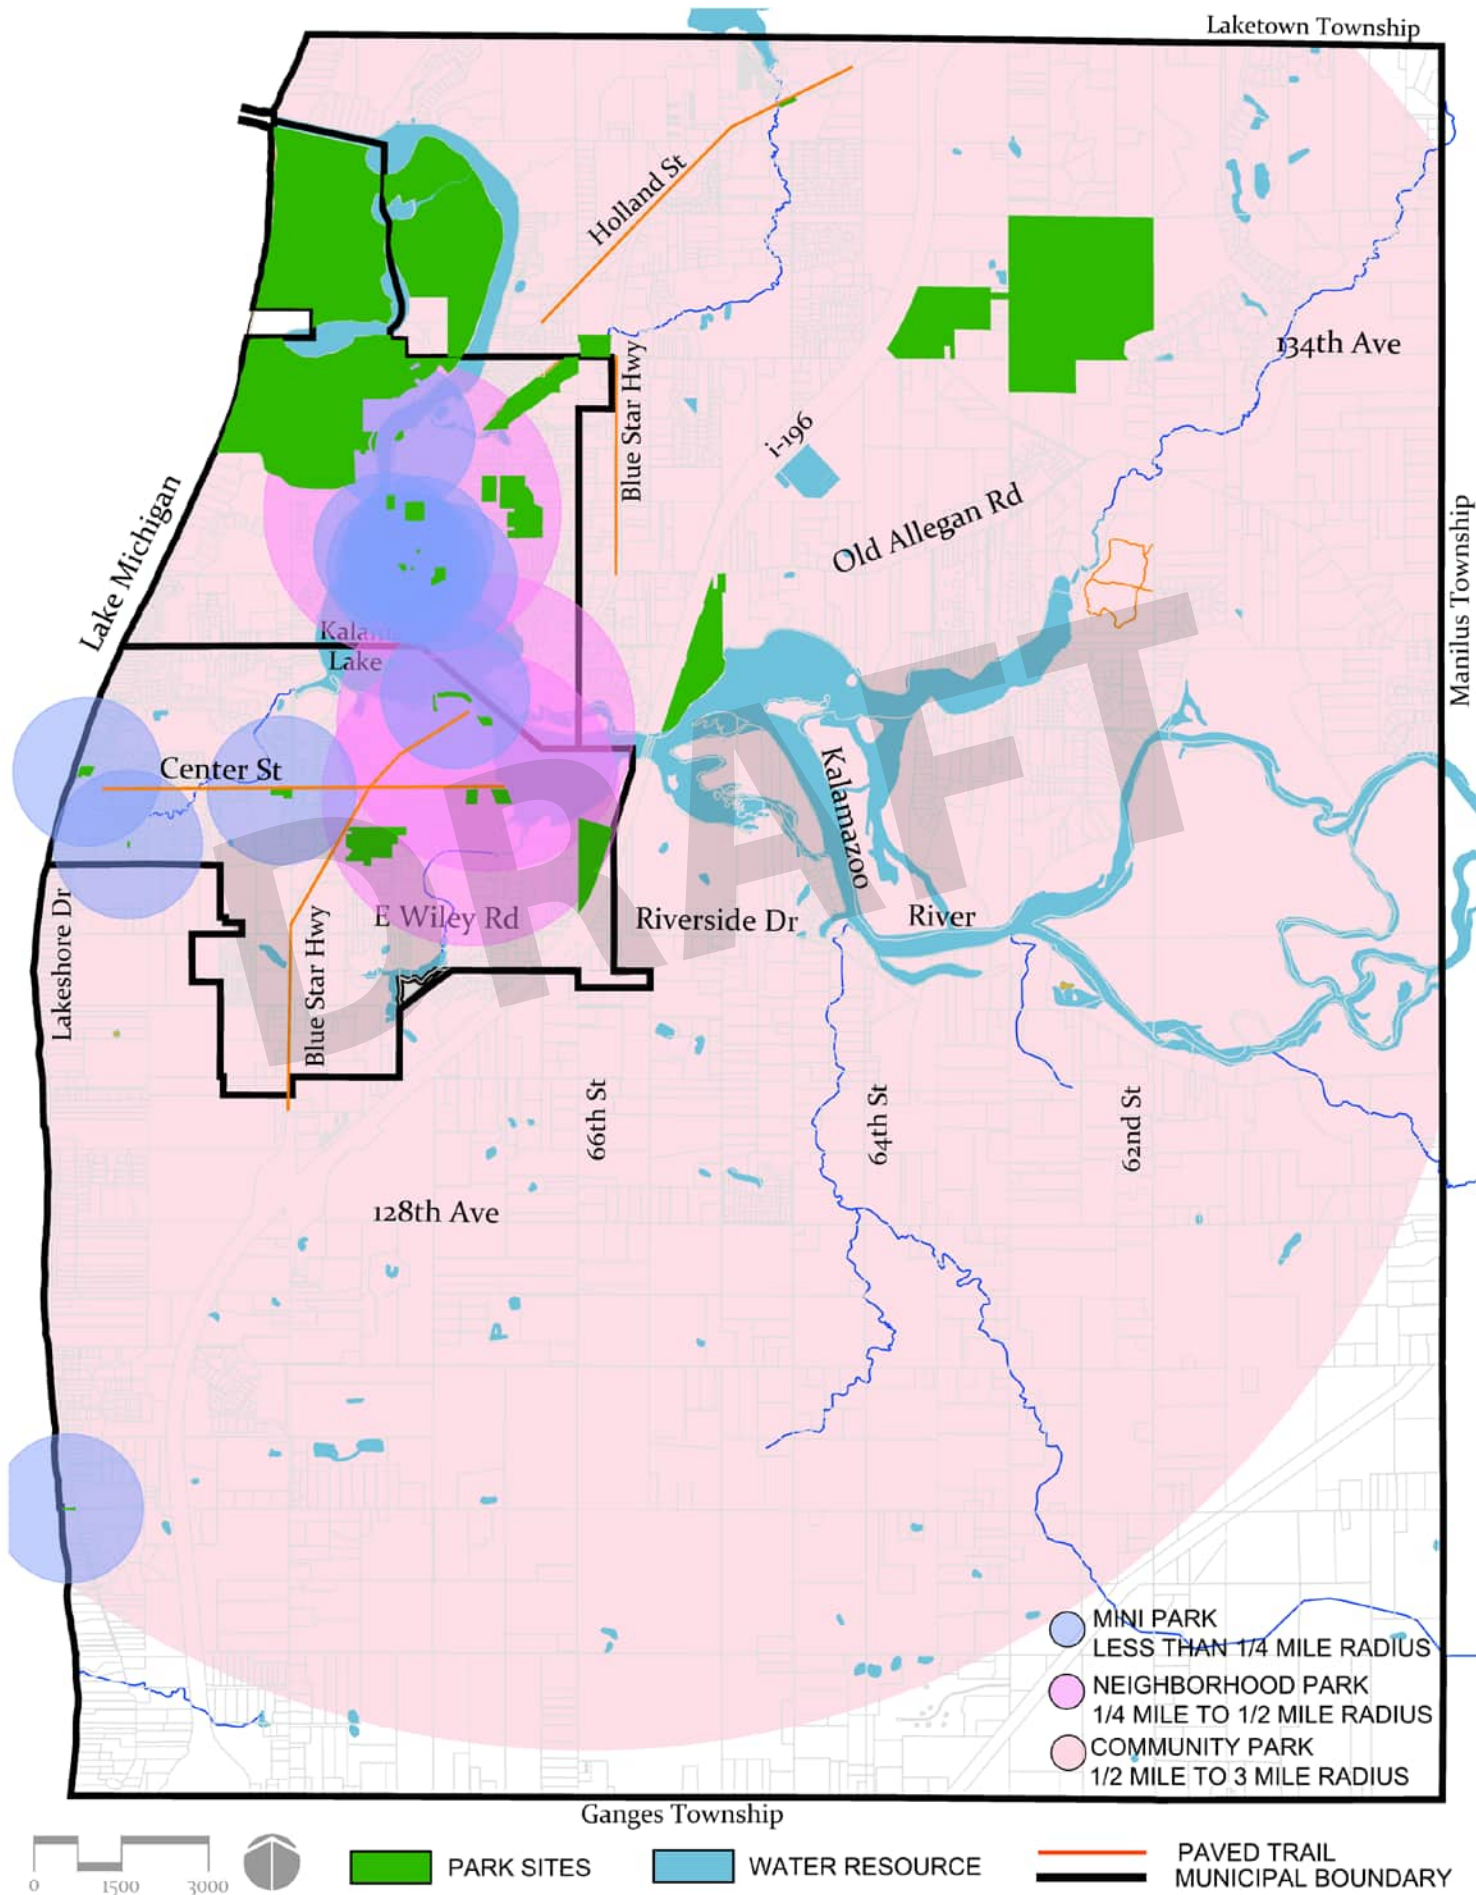 Laketown Township
Holland St
134th Ave
Blue Star Hwy
i-196
Lake Michigan
Old Allegan Rd
Manilus Township
Lake
DRAFT
Center St
Kalamazoo
Lakeshore Dr
E Wiley Rd
Riverside Dr
River
Blue Star Hwy
66th St
64th St
62nd St
128th Ave
MINI PARK
LESS THAN 1/4 MILE RADIUS
NEIGHBORHOOD PARK
1/4 MILE TO 1/2 MILE RADIUS
COMMUNITY PARK
1/2 MILE TO 3 MILE RADIUS
Ganges Township
0 1500 3000
PARK SITES
WATER RESOURCE
PAVED TRAIL
MUNICIPAL BOUNDARY